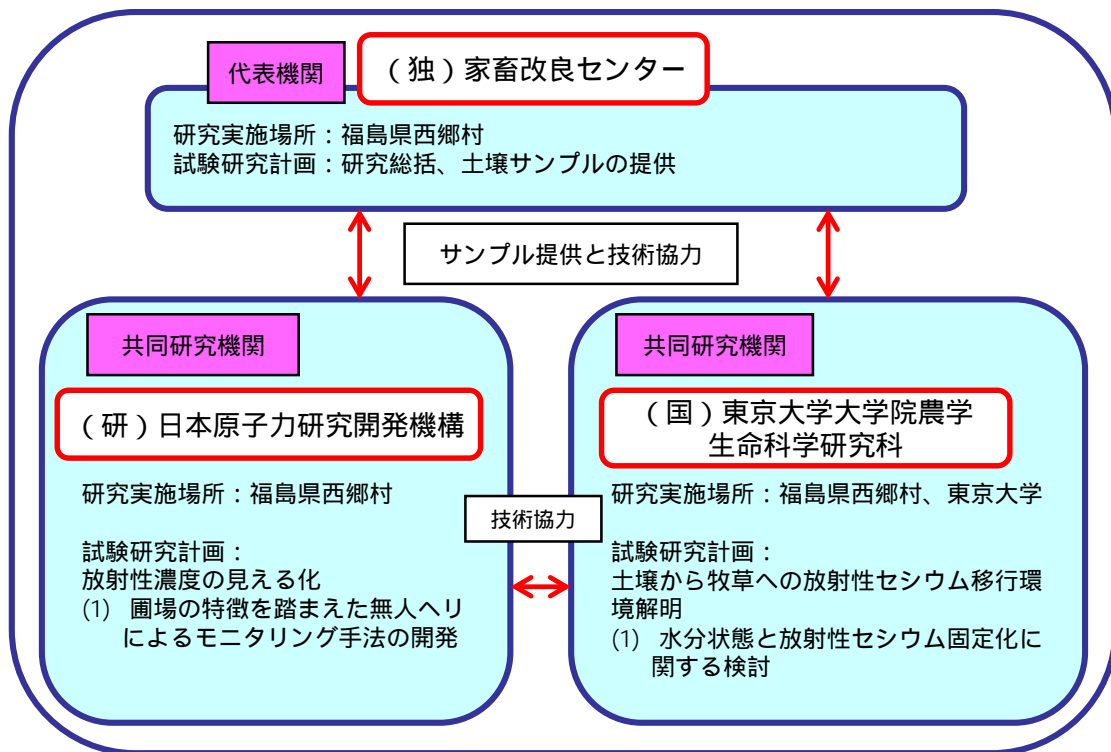 代表機関
（独）家畜改良センター
研究実施場所：福島県西郷村
試験研究計画：研究総括、土壌サンプルの提供
サンプル提供と技術協力
共同研究機関
（研）日本原子力研究開発機構
研究実施場所：福島県西郷村
試験研究計画：
放射性濃度の見える化
(1) 圃場の特徴を踏まえた無人ヘリ
によるモニタリング手法の開発
技術協力
共同研究機関
（国）東京大学大学院農学
生命科学研究科
研究実施場所：福島県西郷村、東京大学
試験研究計画：
土壌から牧草への放射性セシウム移行環
境解明
(1) 水分状態と放射性セシウム固定化に
関する検討